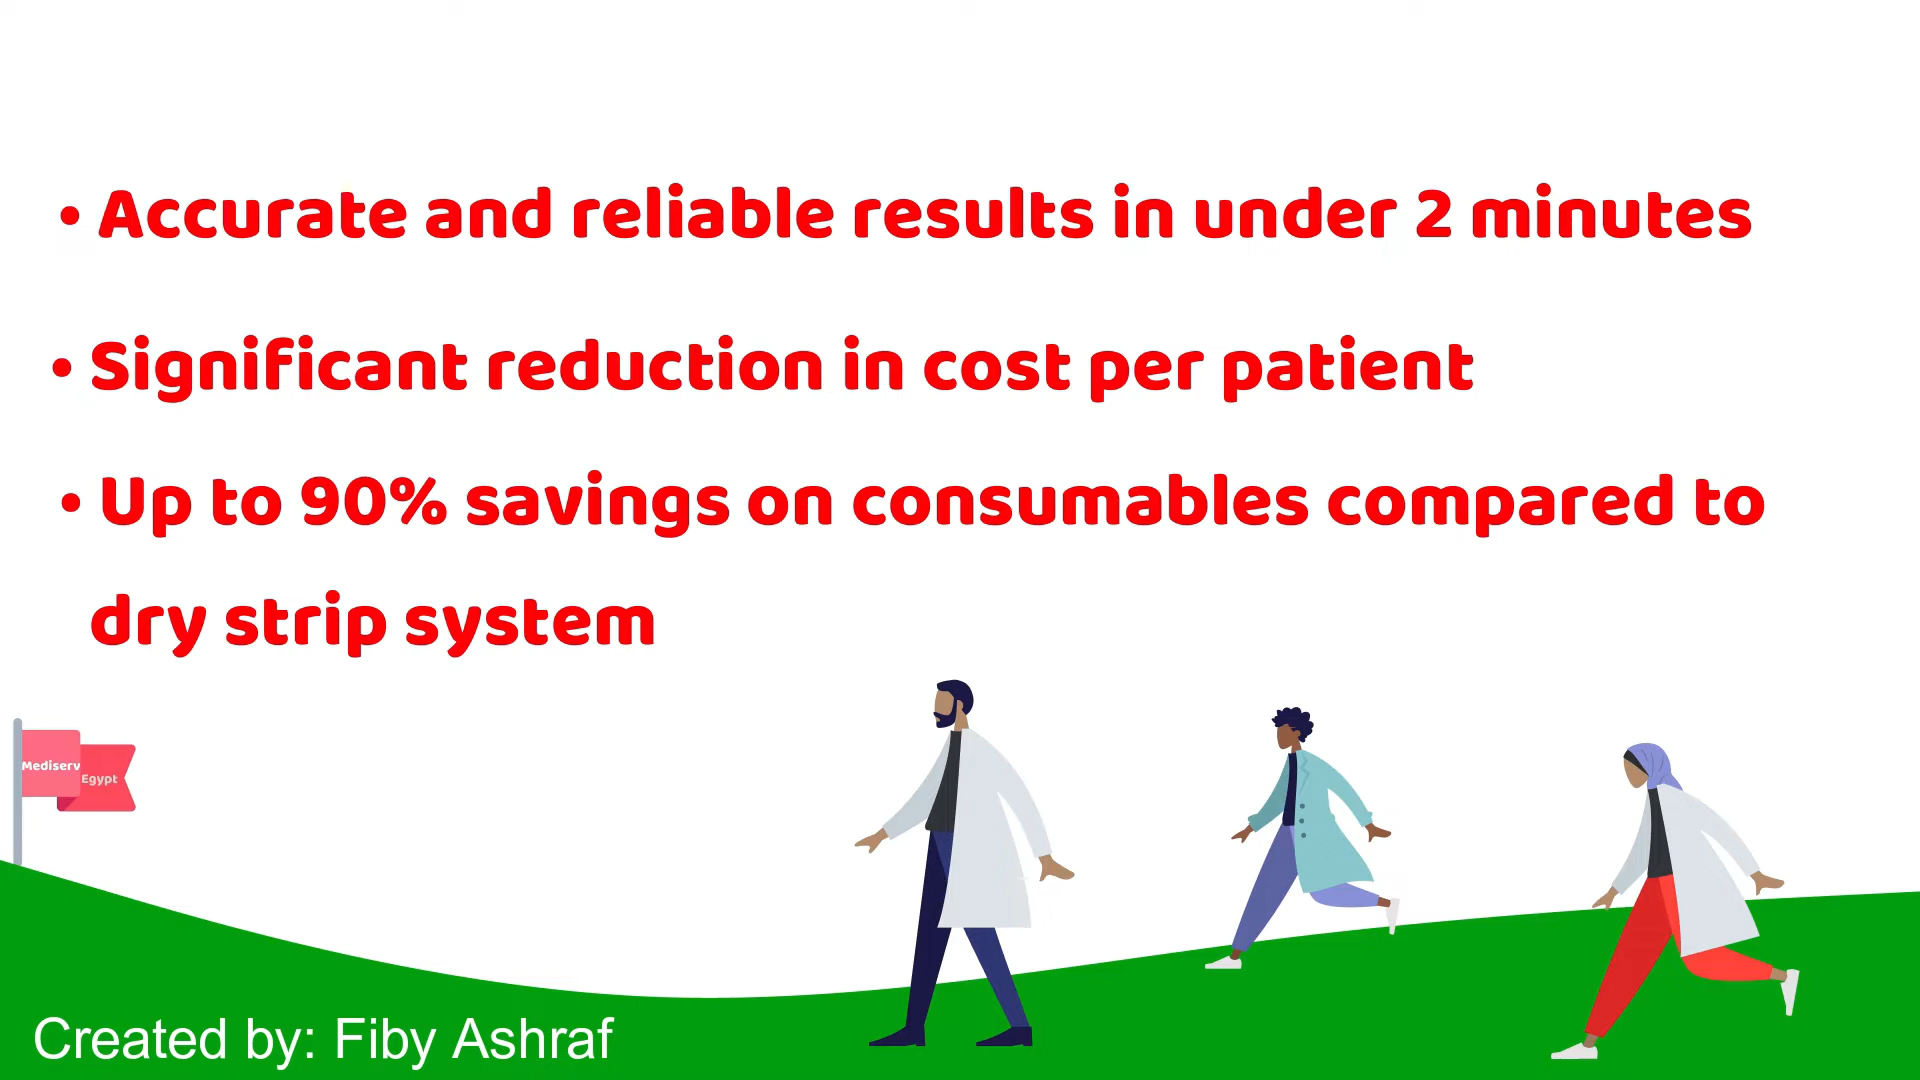 • Accurate and reliable results in under 2 minutes
• Significant reduction in cost per patient
• Up to 90% savings on consumables compared to
dry strip system
Mediserv
Egypt
Created by: Fiby Ashraf